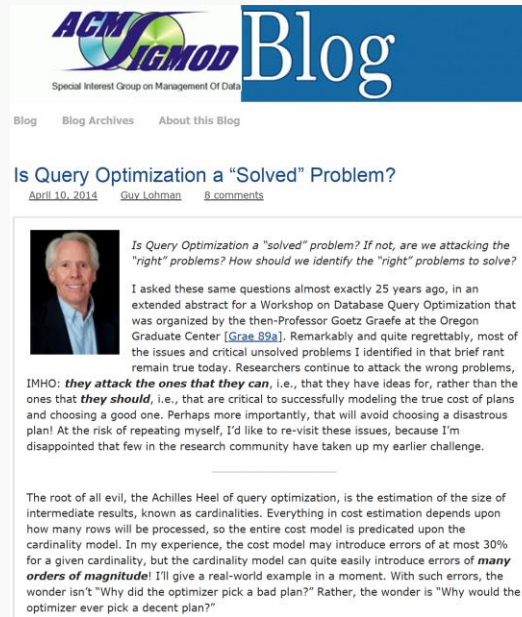 ACM SIGMOD Blog
Special Interest Group on Management Of Data
Blog Blog Archives About this Blog
Is Query Optimization a “Solved” Problem?
April 10, 2014 Guy Lohman 8 comments
Is Query Optimization a “solved” problem? If not, are we attacking the
“right” problems? How should we identify the “right” problems to solve?
I asked these same questions almost exactly 25 years ago, in an
extended abstract for a Workshop on Database Query Optimization that
was organized by the then-Professor Goetz Graefe at the Oregon
Graduate Center [Grae 89a]. Remarkably and quite regrettably, most of
the issues and critical unsolved problems I identified in that brief rant
remain true today. Researchers continue to attack the wrong problems,
IMHO: they attack the ones that they can, i.e., that they have ideas for, rather than the
ones that they should, i.e., that are critical to successfully modeling the true cost of plans
and choosing a good one. Perhaps more importantly, that will avoid choosing a disastrous
plan! At the risk of repeating myself, I’d like to re-visit these issues, because I’m
disappointed that few in the research community have taken up my earlier challenge.
The root of all evil, the Achilles Heel of query optimization, is the estimation of the size of
intermediate results, known as cardinalities. Everything in cost estimation depends upon
how many rows will be processed, so the entire cost model is predicated upon the
cardinality model. In my experience, the cost model may introduce errors of at most 30%
for a given cardinality, but the cardinality model can quite easily introduce errors of many
orders of magnitude! I’ll give a real-world example in a moment. With such errors, the
wonder isn’t “Why did the optimizer pick a bad plan?” Rather, the wonder is “Why would the
optimizer ever pick a decent plan?”